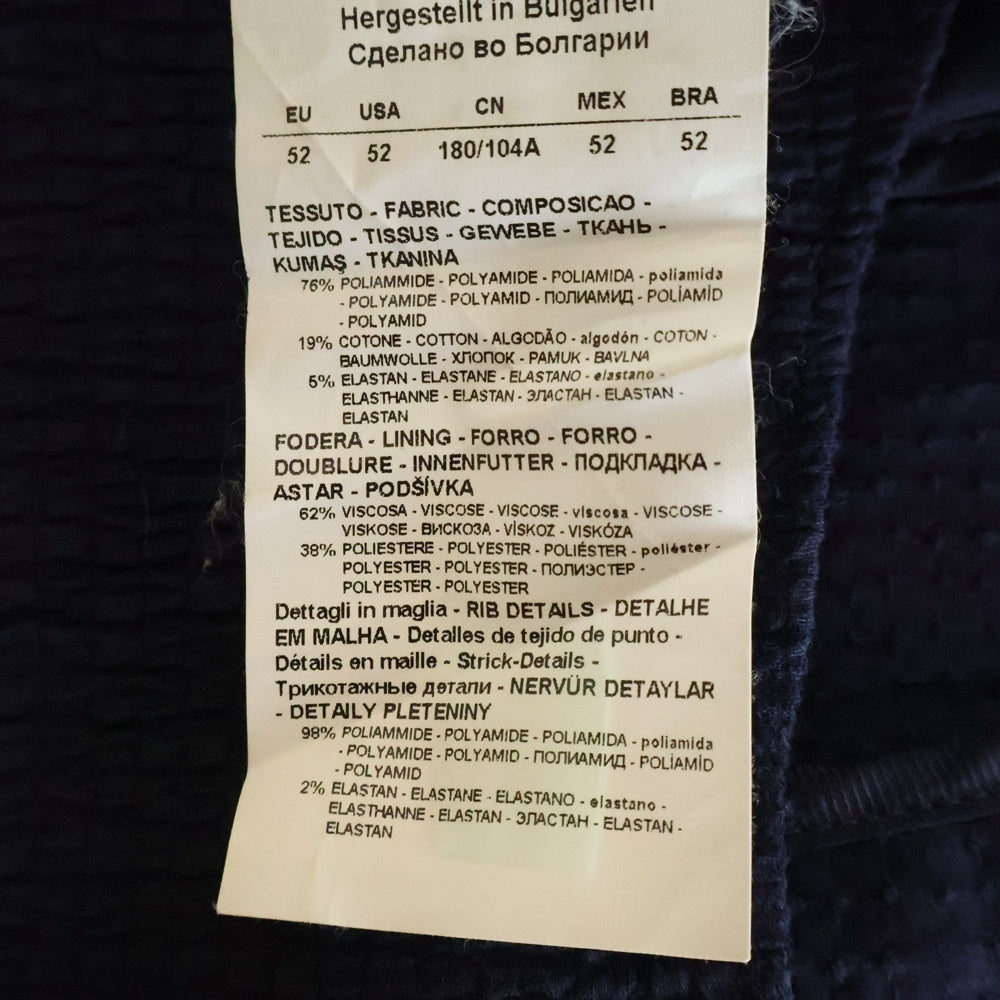 Hergestellt in Bulgarien
Сделано во Болгарии
EU USA CN MEX BRA
52 52 180/104A 52 52
TESSUTO - FABRIC - COMPOSICAO -
TEJIDO - TISSUS - GEWEBE - ТКАНЬ -
KUMAŞ - TKANINA
76% POLIAMMIDE - POLYAMIDE - POLIAMIDA - poliamida
- POLYAMIDE - POLYAMID - ПОЛИАМИД - POLİAMİD
- POLYAMID
19% COTONE - COTTON - ALGODÃO - algodón - COTON -
BAUMWOLLE - ХЛОПОК - PAMUK - BAVLNA
5% ELASTAN - ELASTANE - ELASTANO - elastano -
ELASTHANNE - ELASTAN - ЭЛАСТАН - ELASTAN -
ELASTAN
FODERA - LINING - FORRO - FORRO -
DOUBLURE - INNENFUTTER - ПОДКЛАДКА -
ASTAR - PODŠÍVKA
62% VISCOSA - VISCOSE - VISCOSE - viscosa - VISCOSE -
VISKOSE - ВИСКОЗА - VİSKOZ - VISKÓZA
38% POLIESTERE - POLYESTER - POLIÉSTER - poliéster -
POLYESTER - POLYESTER - ПОЛИЭСТЕР -
POLYESTER - POLYESTER
Dettagli in maglia - RIB DETAILS - DETALHE
EM MALHA - Detalles de tejido de punto -
Détails en maille - Strick-Details -
Трикотажные детали - NERVÜR DETAYLAR
- DETAILY PLETENINY
98% POLIAMMIDE - POLYAMIDE - POLIAMIDA - poliamida
- POLYAMIDE - POLYAMID - ПОЛИАМИД - POLİAMİD
- POLYAMID
2% ELASTAN - ELASTANE - ELASTANO - elastano -
ELASTHANNE - ELASTAN - ЭЛАСТАН - ELASTAN -
ELASTAN